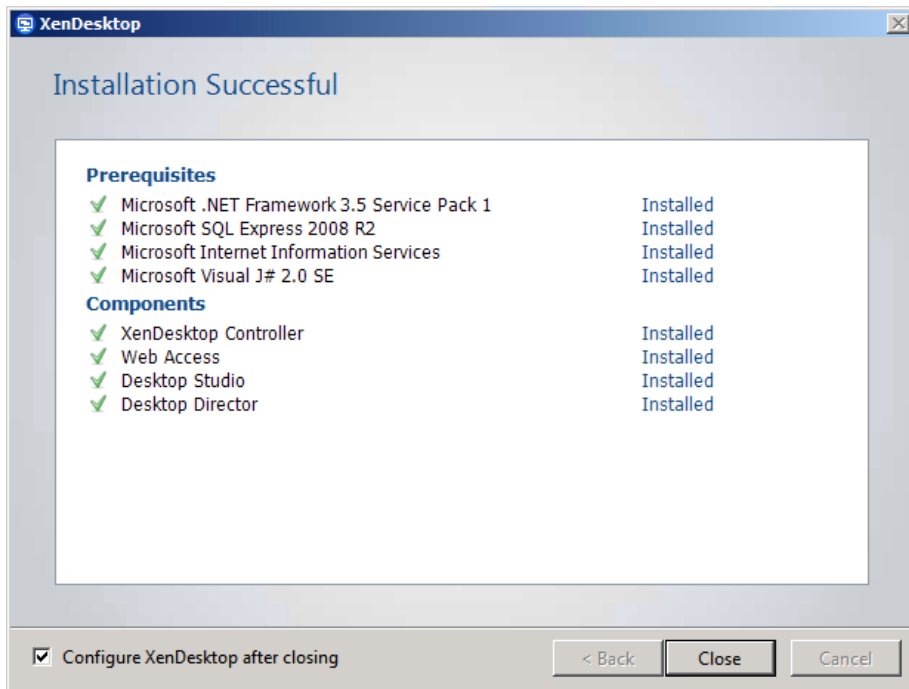 XenDesktop
Installation Successful
Prerequisites
Microsoft .NET Framework 3.5 Service Pack 1 Installed
Microsoft SQL Express 2008 R2 Installed
Microsoft Internet Information Services Installed
Microsoft Visual J# 2.0 SE Installed
Components
XenDesktop Controller Installed
Web Access Installed
Desktop Studio Installed
Desktop Director Installed
Configure XenDesktop after closing < Back Close Cancel